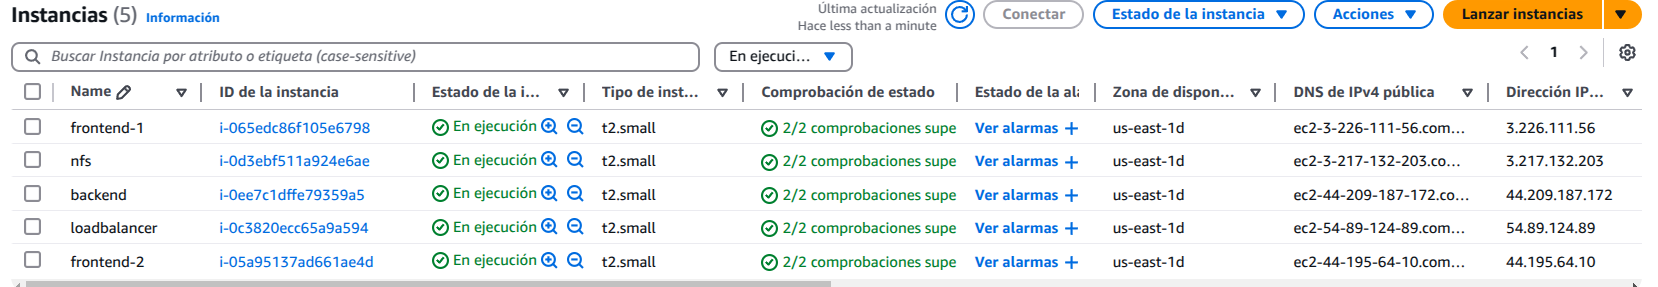 Instancias (5) Información
Última actualización
Hace less than a minute
Conectar
Estado de la instancia
Acciones
Lanzar instancias
Buscar Instancia por atributo o etiqueta (case-sensitive)
En ejecuci...
1
Name ID de la instancia Estado de la i... Tipo de inst... Comprobación de estado Estado de la ala Zona de dispon... DNS de IPv4 pública Dirección IP...
frontend-1 i-065edc86f105e6798 En ejecución t2.small 2/2 comprobaciones supe Ver alarmas + us-east-1d ec2-3-226-111-56.com... 3.226.111.56
nfs i-0d3ebf511a924e6ae En ejecución t2.small 2/2 comprobaciones supe Ver alarmas + us-east-1d ec2-3-217-132-203.co... 3.217.132.203
backend i-0ee7c1dffe79359a5 En ejecución t2.small 2/2 comprobaciones supe Ver alarmas + us-east-1d ec2-44-209-187-172.co... 44.209.187.172
loadbalancer i-0c3820ecc65a9a594 En ejecución t2.small 2/2 comprobaciones supe Ver alarmas + us-east-1d ec2-54-89-124-89.com... 54.89.124.89
frontend-2 i-05a95137ad661ae4d En ejecución t2.small 2/2 comprobaciones supe Ver alarmas + us-east-1d ec2-44-195-64-10.com... 44.195.64.10